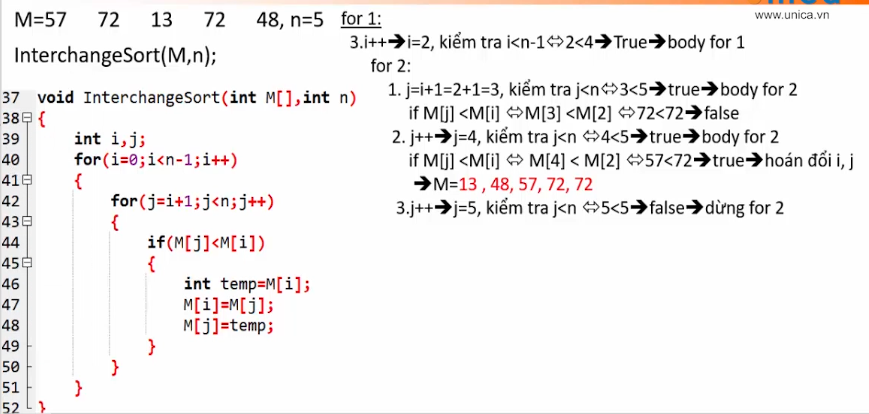 www.unica.vn
M=57 72 13 72 48, n=5
InterchangeSort(M,n);
for 1:
3.i++➔i=2, kiểm tra i<n-1⇔2<4➔True➔body for 1
for 2:
1. j=i+1=2+1=3, kiểm tra j<n⇔3<5➔true➔body for 2
if M[j] <M[i] ⇔M[3] <M[2] ⇔72<72➔false
2. j++➔j=4, kiểm tra j<n ⇔4<5➔true➔body for 2
if M[j] <M[i] ⇔ M[4] < M[2] ⇔57<72➔true➔hoán đổi i, j
➔M=13 , 48, 57, 72, 72
3.j++➔j=5, kiểm tra j<n ⇔5<5➔false➔dừng for 2
37 void InterchangeSort(int M[],int n)
38 {
39 int i,j;
40 for(i=0;i<n-1;i++)
41 {
42 for(j=i+1;j<n;j++)
43 {
44 if(M[j]<M[i])
45 {
46 int temp=M[i];
47 M[i]=M[j];
48 M[j]=temp;
49 }
50 }
51 }
52 }